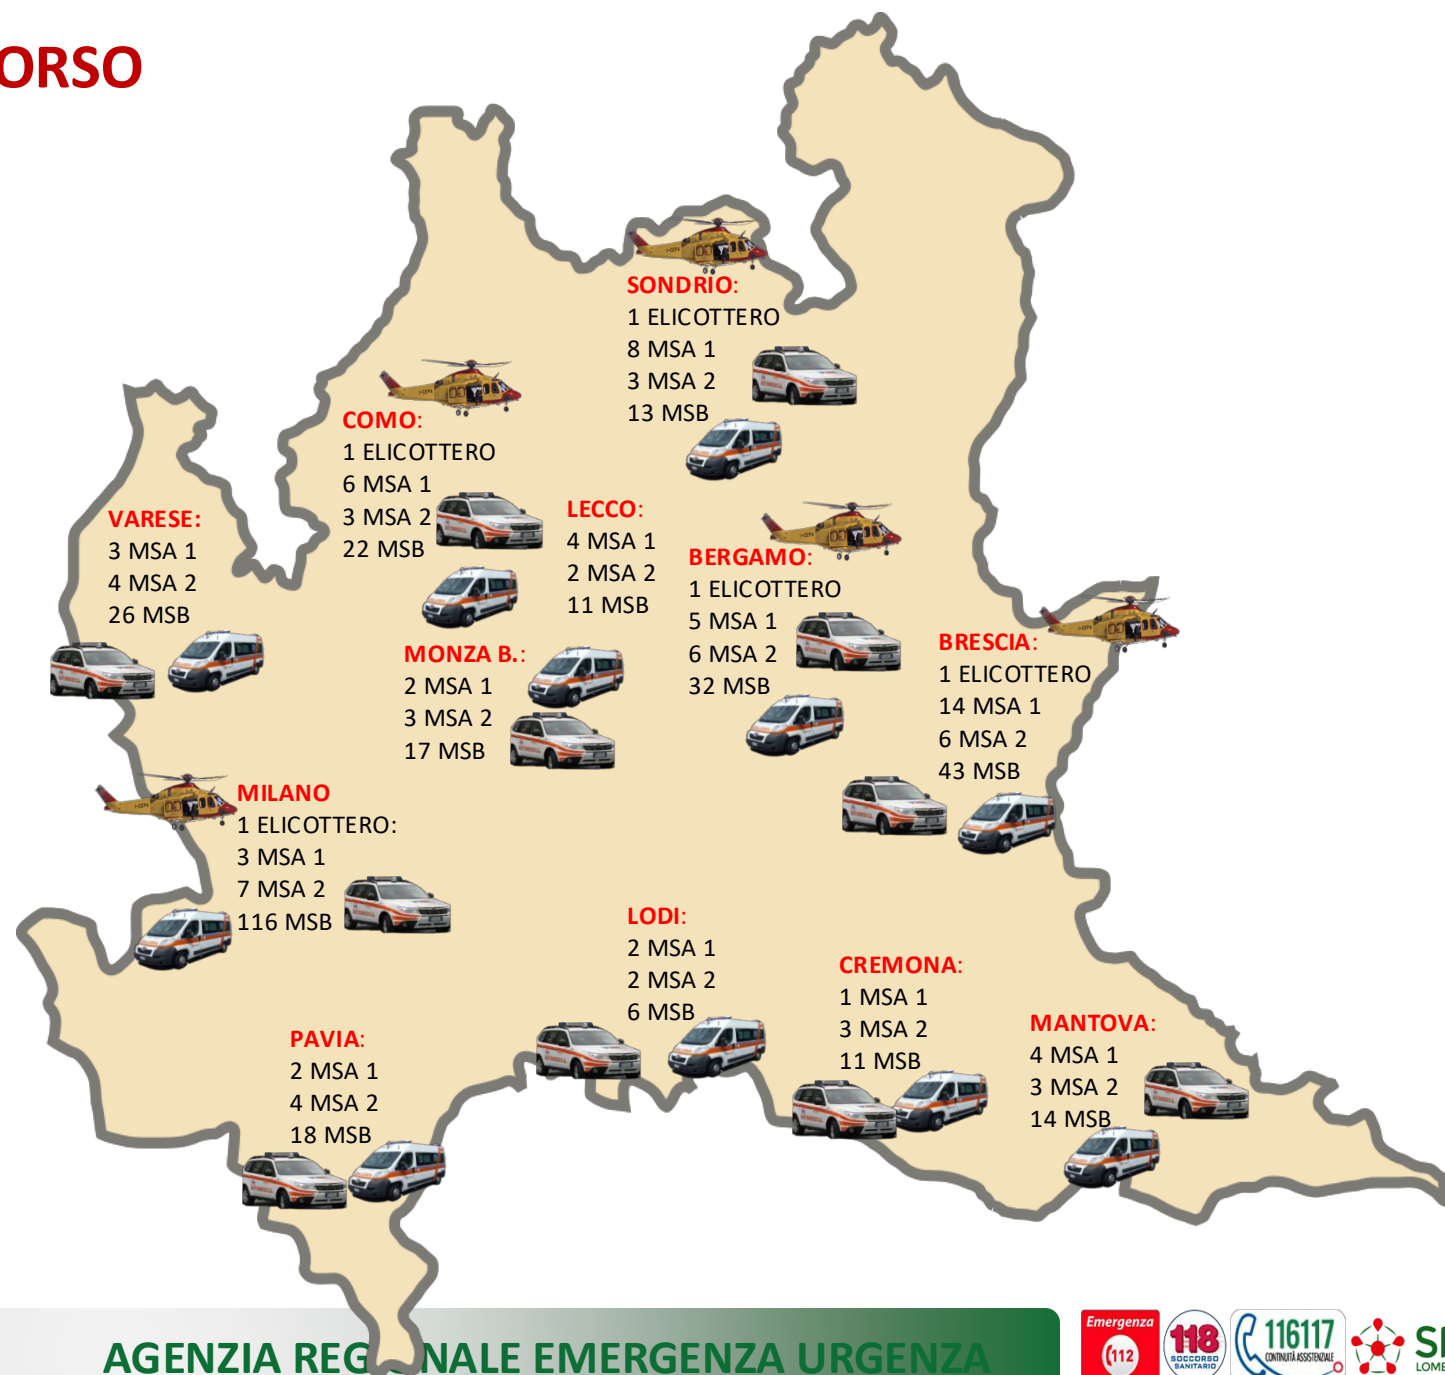 ORSO
SONDRIO:
1 ELICOTTERO
8 MSA 1
3 MSA 2
13 MSB
COMO:
1 ELICOTTERO
6 MSA 1
3 MSA 2
22 MSB
VARESE:
3 MSA 1
4 MSA 2
26 MSB
LECCO:
4 MSA 1
2 MSA 2
11 MSB
BERGAMO:
1 ELICOTTERO
5 MSA 1
6 MSA 2
32 MSB
MONZA B.:
2 MSA 1
3 MSA 2
17 MSB
BRESCIA:
1 ELICOTTERO
14 MSA 1
6 MSA 2
43 MSB
MILANO
1 ELICOTTERO:
3 MSA 1
7 MSA 2
116 MSB
LODI:
2 MSA 1
2 MSA 2
6 MSB
CREMONA:
1 MSA 1
3 MSA 2
11 MSB
MANTOVA:
4 MSA 1
3 MSA 2
14 MSB
PAVIA:
2 MSA 1
4 MSA 2
18 MSB
AGENZIA REG NALE EMERGENZA URGENZA
Emergenza
112
118
SOCCORSO
SANITARIO
116117
CONTINUITÀ ASSISTENZIALE